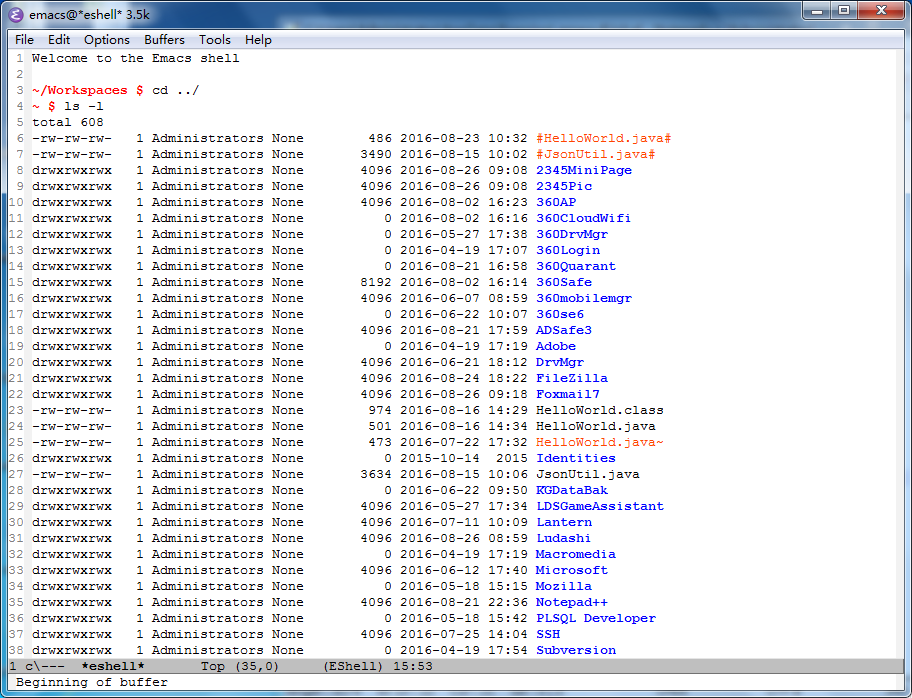 emacs@*eshell* 3.5k
File Edit Options Buffers Tools Help
1 Welcome to the Emacs shell
2
3 ~/Workspaces $ cd ../
4 ~ $ ls -l
5 total 608
6 -rw-rw-rw-   1 Administrators None        486 2016-08-23 10:32 #HelloWorld.java#
7 -rw-rw-rw-   1 Administrators None       3490 2016-08-15 10:02 #JsonUtil.java#
8 drwxrwxrwx   1 Administrators None       4096 2016-08-26 09:08 2345MiniPage
9 drwxrwxrwx   1 Administrators None       4096 2016-08-26 09:08 2345Pic
10 drwxrwxrwx   1 Administrators None       4096 2016-08-02 16:23 360AP
11 drwxrwxrwx   1 Administrators None          0 2016-08-02 16:16 360CloudWifi
12 drwxrwxrwx   1 Administrators None          0 2016-05-27 17:38 360DrvMgr
13 drwxrwxrwx   1 Administrators None          0 2016-04-19 17:07 360Login
14 drwxrwxrwx   1 Administrators None          0 2016-08-21 16:58 360Quarant
15 drwxrwxrwx   1 Administrators None       8192 2016-08-02 16:14 360Safe
16 drwxrwxrwx   1 Administrators None       4096 2016-06-07 08:59 360mobilemgr
17 drwxrwxrwx   1 Administrators None          0 2016-06-22 10:07 360se6
18 drwxrwxrwx   1 Administrators None       4096 2016-08-21 17:59 ADSafe3
19 drwxrwxrwx   1 Administrators None          0 2016-04-19 17:19 Adobe
20 drwxrwxrwx   1 Administrators None       4096 2016-06-21 18:12 DrvMgr
21 drwxrwxrwx   1 Administrators None       4096 2016-08-24 18:22 FileZilla
22 drwxrwxrwx   1 Administrators None       4096 2016-08-26 09:18 Foxmail7
23 -rw-rw-rw-   1 Administrators None        974 2016-08-16 14:29 HelloWorld.class
24 -rw-rw-rw-   1 Administrators None        501 2016-08-16 14:34 HelloWorld.java
25 -rw-rw-rw-   1 Administrators None        473 2016-07-22 17:32 HelloWorld.java~
26 drwxrwxrwx   1 Administrators None          0 2015-10-14  2015 Identities
27 -rw-rw-rw-   1 Administrators None       3634 2016-08-15 10:06 JsonUtil.java
28 drwxrwxrwx   1 Administrators None          0 2016-06-22 09:50 KGDataBak
29 drwxrwxrwx   1 Administrators None       4096 2016-05-27 17:34 LDSGameAssistant
30 drwxrwxrwx   1 Administrators None       4096 2016-07-11 10:09 Lantern
31 drwxrwxrwx   1 Administrators None       4096 2016-08-26 08:59 Ludashi
32 drwxrwxrwx   1 Administrators None          0 2016-04-19 17:19 Macromedia
33 drwxrwxrwx   1 Administrators None       4096 2016-06-12 17:40 Microsoft
34 drwxrwxrwx   1 Administrators None          0 2016-05-18 15:15 Mozilla
35 drwxrwxrwx   1 Administrators None       4096 2016-08-21 22:36 Notepad++
36 drwxrwxrwx   1 Administrators None          0 2016-05-18 15:42 PLSQL Developer
37 drwxrwxrwx   1 Administrators None       4096 2016-07-25 14:04 SSH
38 drwxrwxrwx   1 Administrators None          0 2016-04-19 17:54 Subversion
1 c\---  *eshell*       Top (35,0)     (EShell) 15:53
Beginning of buffer